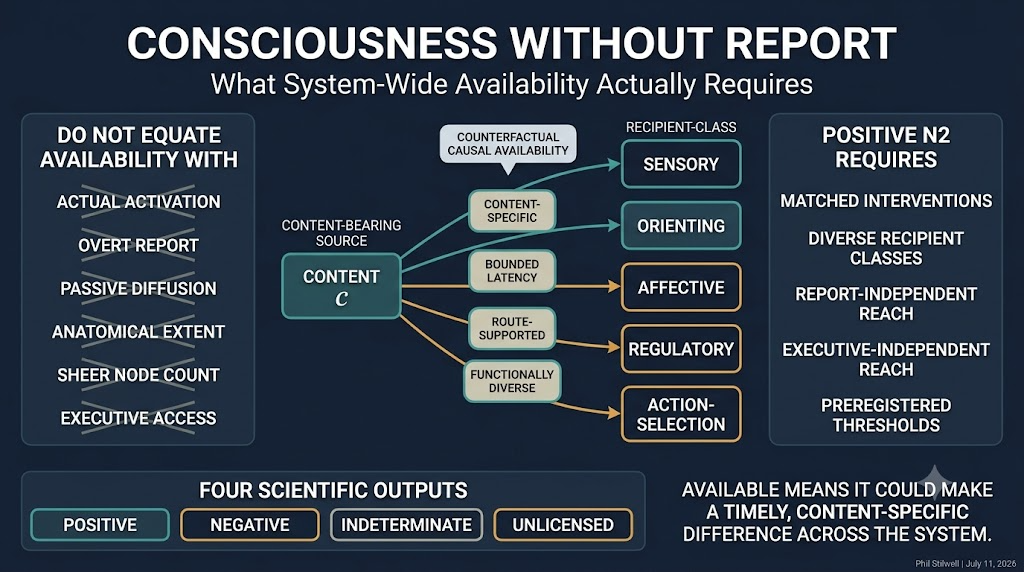 CONSCIOUSNESS WITHOUT REPORT
What System-Wide Availability Actually Requires
DO NOT EQUATE
AVAILABILITY WITH
ACTUAL ACTIVATION
OVERT REPORT
PASSIVE DIFFUSION
ANATOMICAL EXTENT
SHEER NODE COUNT
EXECUTIVE ACCESS
CONTENT-BEARING
SOURCE
CONTENT
c
COUNTERFACTUAL
CAUSAL AVAILABILITY
CONTENT-
SPECIFIC
BOUNDED
LATENCY
ROUTE-
SUPPORTED
FUNCTIONALLY
DIVERSE
RECIPIENT-CLASS
SENSORY
ORIENTING
AFFECTIVE
REGULATORY
ACTION-
SELECTION
POSITIVE N2
REQUIRES
MATCHED INTERVENTIONS
DIVERSE RECIPIENT
CLASSES
REPORT-INDEPENDENT
REACH
EXECUTIVE-INDEPENDENT
REACH
PREREGISTERED
THRESHOLDS
FOUR SCIENTIFIC OUTPUTS
POSITIVE
NEGATIVE
INDETERMINATE
UNLICENSED
AVAILABLE MEANS IT COULD MAKE
A TIMELY, CONTENT-SPECIFIC
DIFFERENCE ACROSS THE SYSTEM.
Phil Stilwell | July 11, 2026